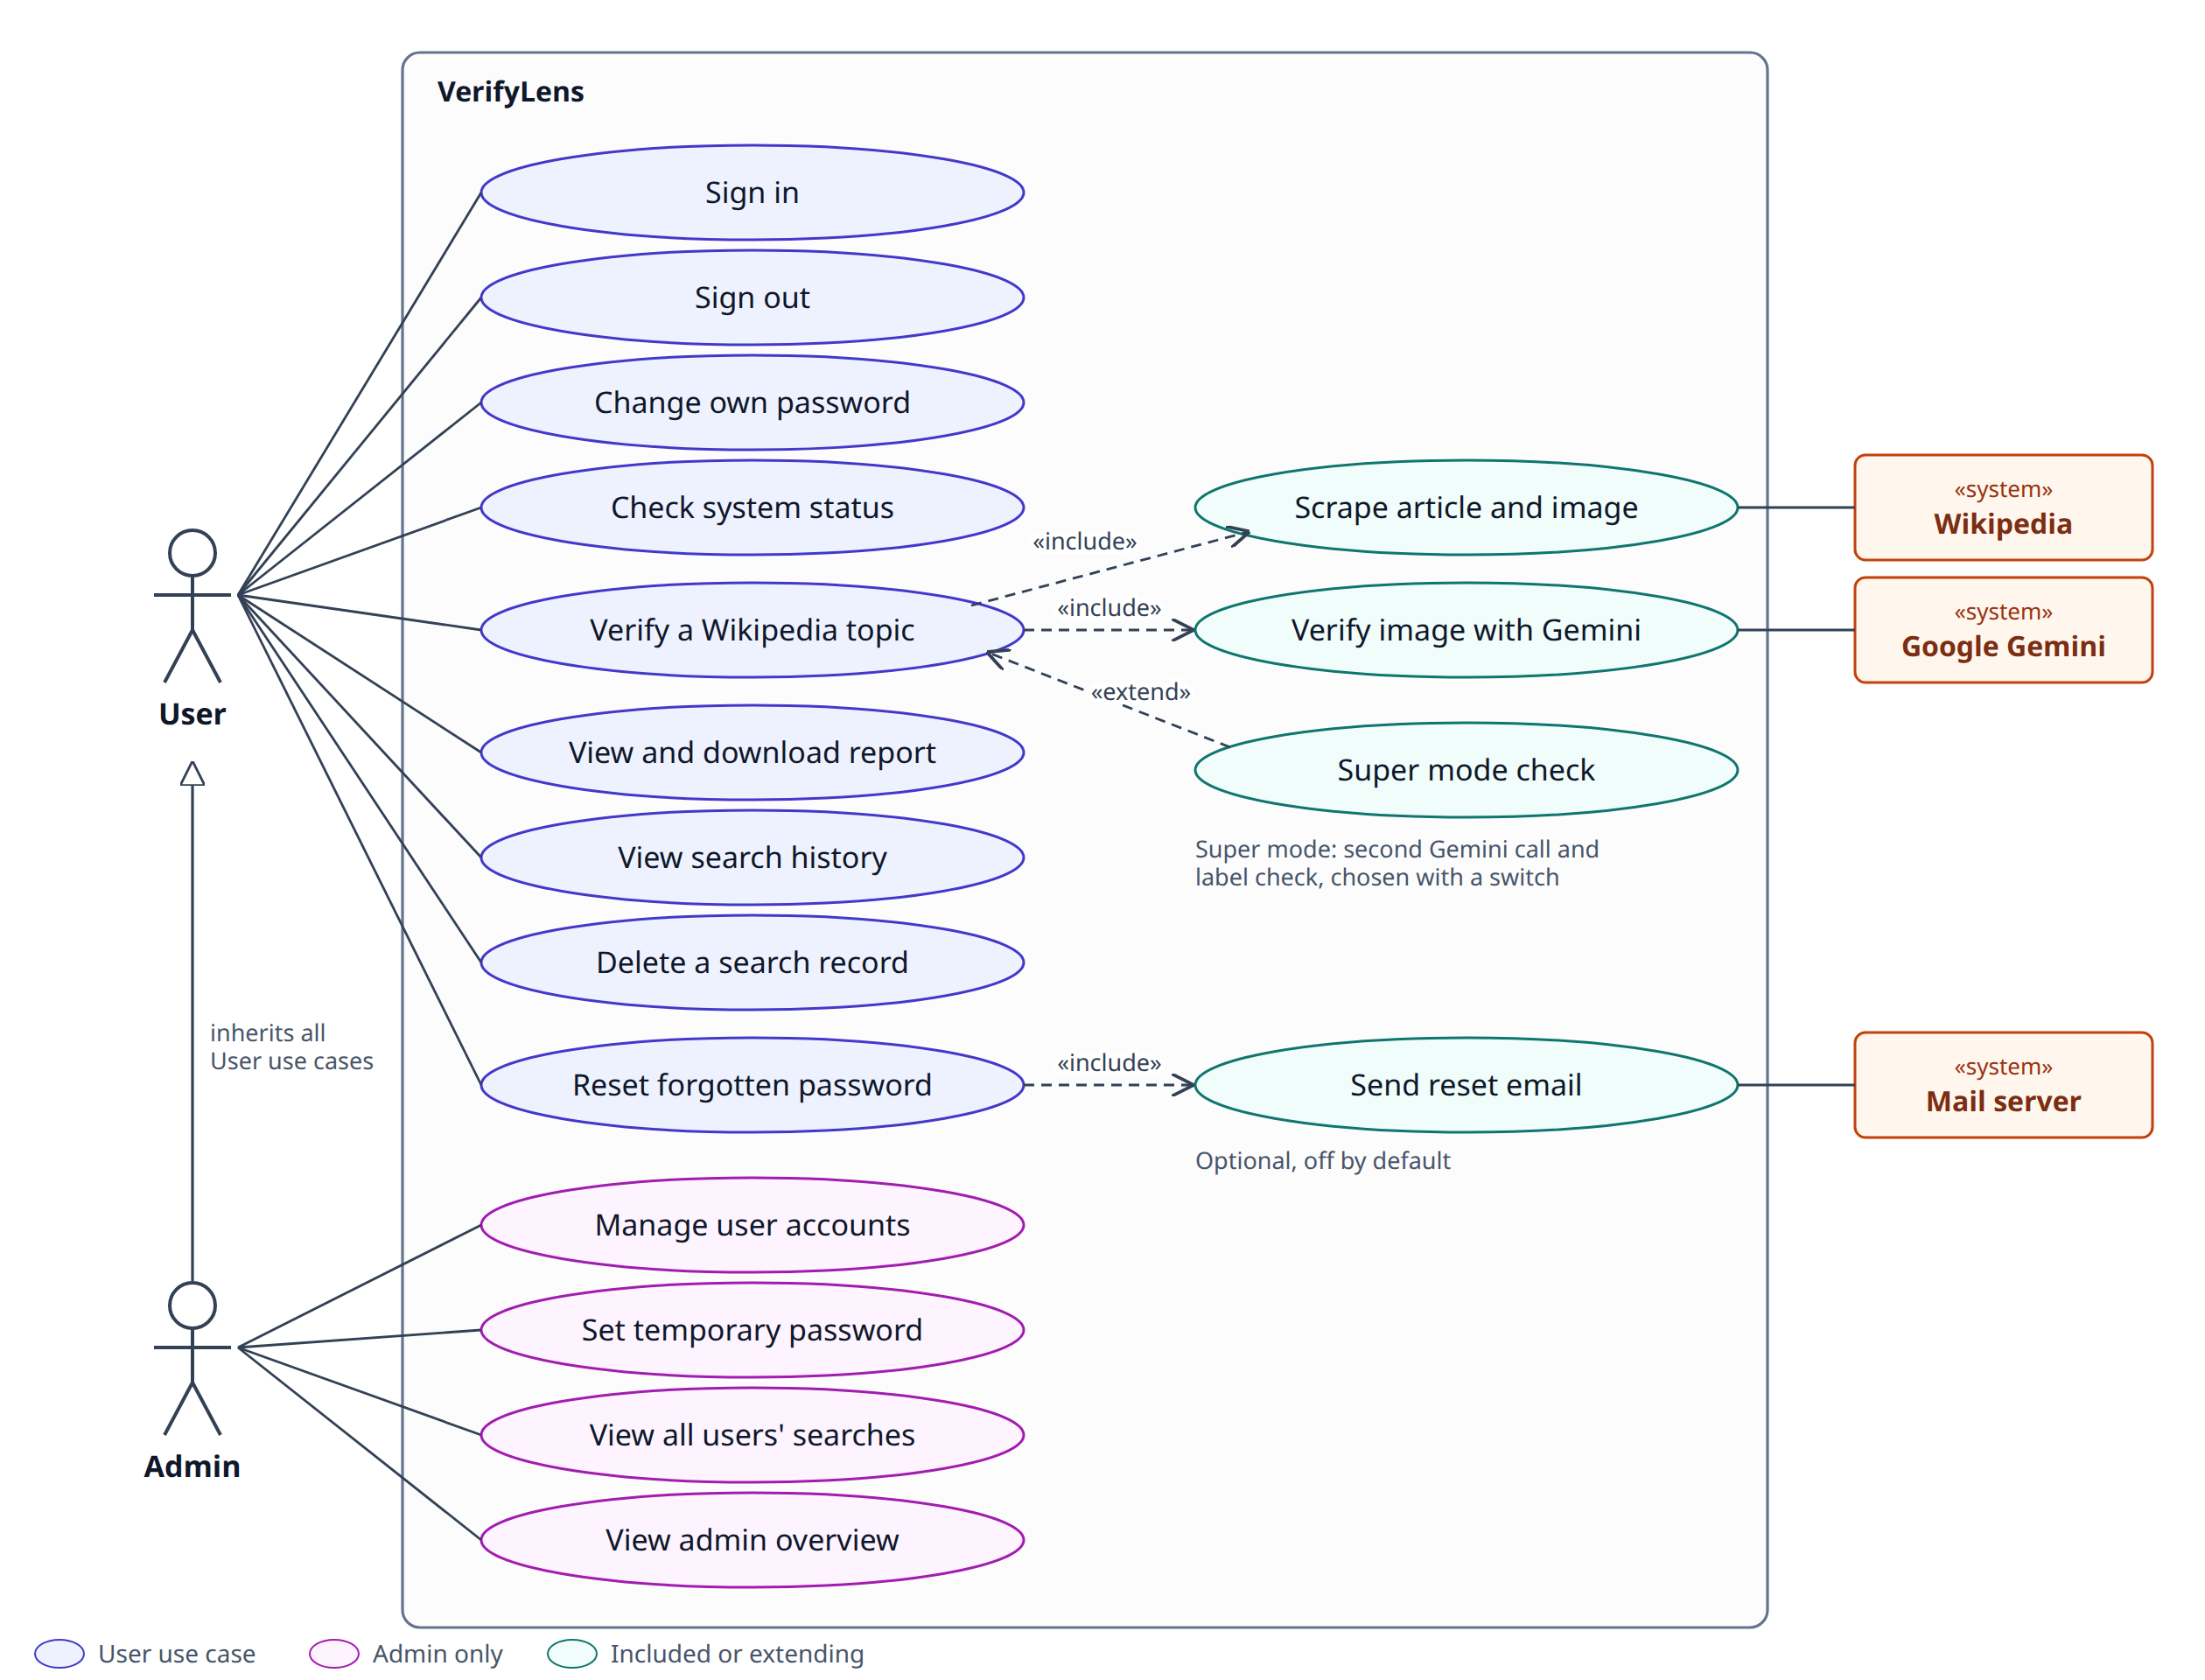 VerifyLens
Sign in
Sign out
Change own password
Check system status
Scrape article and image
«system»
Wikipedia
«include»
Verify a Wikipedia topic
«include»
Verify image with Gemini
«system»
Google Gemini
«extend»
User
View and download report
Super mode check
View search history
Super mode: second Gemini call and
label check, chosen with a switch
Delete a search record
inherits all
User use cases
Reset forgotten password
«include»
Send reset email
«system»
Mail server
Optional, off by default
Manage user accounts
Set temporary password
View all users' searches
Admin
View admin overview
User use case
Admin only
Included or extending